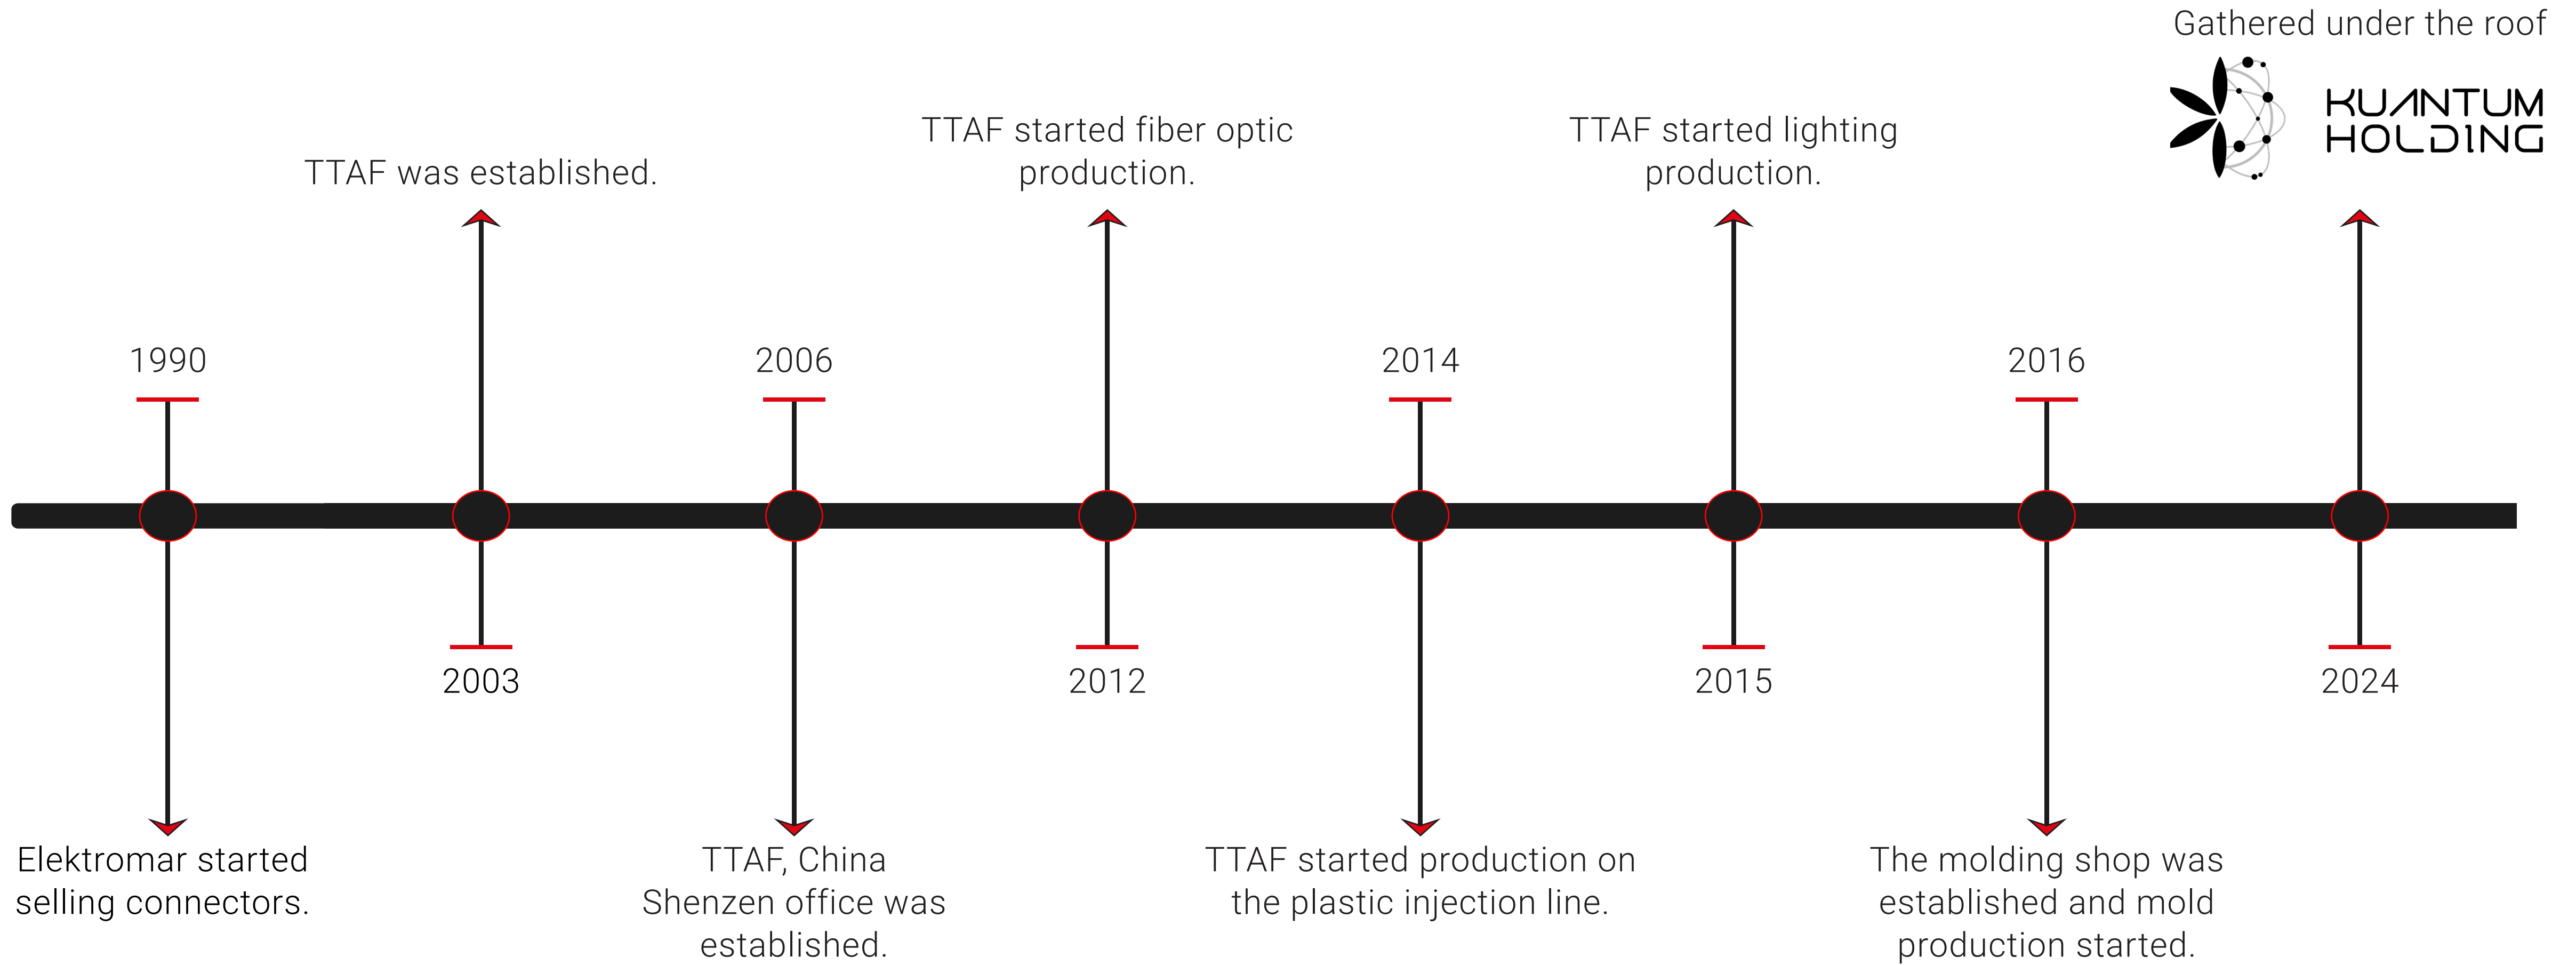 Gathered under the roof
KUANTUM
HOLDING
TTAF was established.
TTAF started fiber optic
production.
TTAF started lighting
production.
1990
2006
2014
2016
2003
2012
2015
2024
Elektromar started
selling connectors.
TTAF, China
Shenzen office was
established.
TTAF started production on
the plastic injection line.
The molding shop was
established and mold
production started.